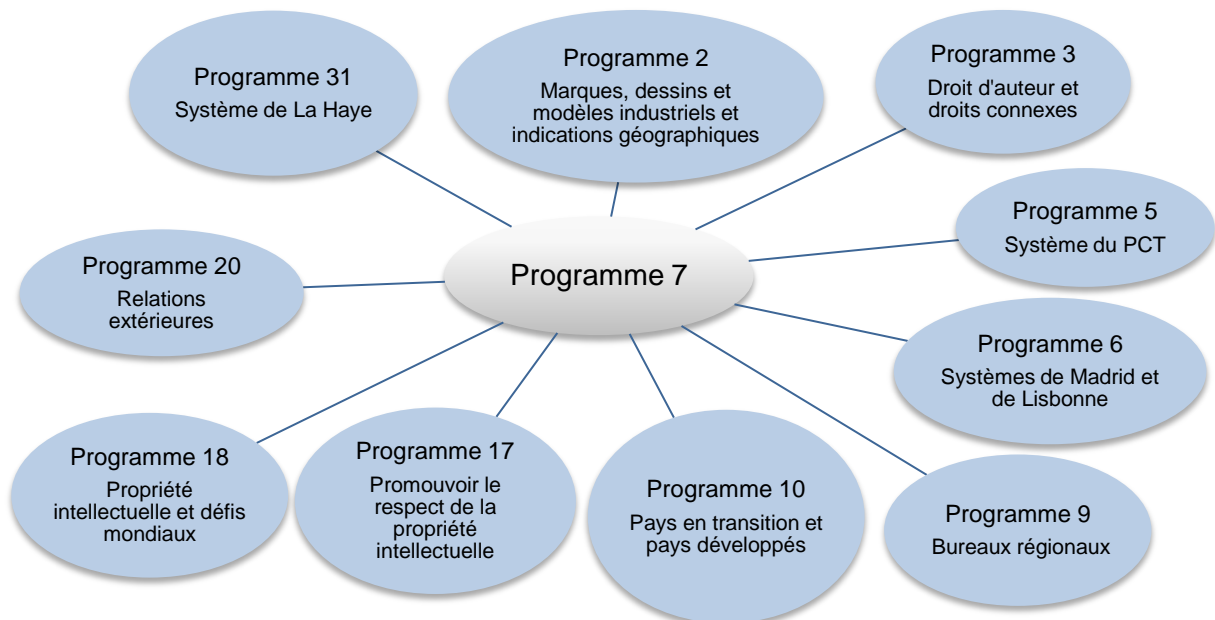 Programme 31
Système de La Haye
Programme 2
Marques, dessins et
modèles industriels et
indications géographiques
Programme 3
Droit d'auteur et
droits connexes
Programme 5
Système du PCT
Programme 20
Relations
extérieures
Programme 7
Programme 6
Systèmes de Madrid et
de Lisbonne
Programme 18
Propriété
intellectuelle et défis
mondiaux
Programme 17
Promouvoir le
respect de la
propriété
intellectuelle
Programme 10
Pays en transition et
pays développés
Programme 9
Bureaux régionaux